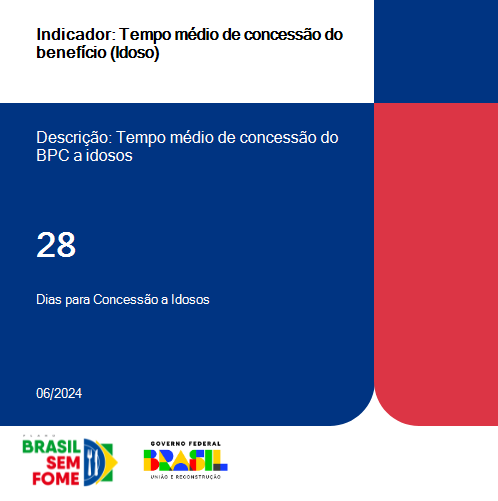 Indicador: Tempo médio de concessão do
benefício (Idoso)
Descrição: Tempo médio de concessão do
BPC a idosos
28
Dias para Concessão a Idosos
06/2024
PLANO
BRASIL
SEM
FOME
GOVERNO FEDERAL
BRASIL
UNIÃO E RECONSTRUÇÃO